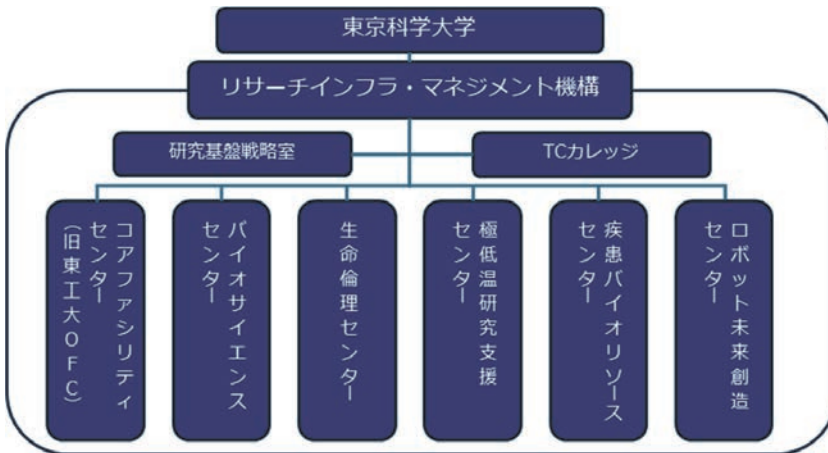 東京科学大学
リサーチインフラ・マネジメント機構
研究基盤戦略室
TCカレッジ
コアファシリティ
センター
(旧東工大OFC)
バイオサイエンス
センター
生命倫理センター
極低温研究支援
センター
疾患バイオリソース
センター
ロボット未来創造
センター